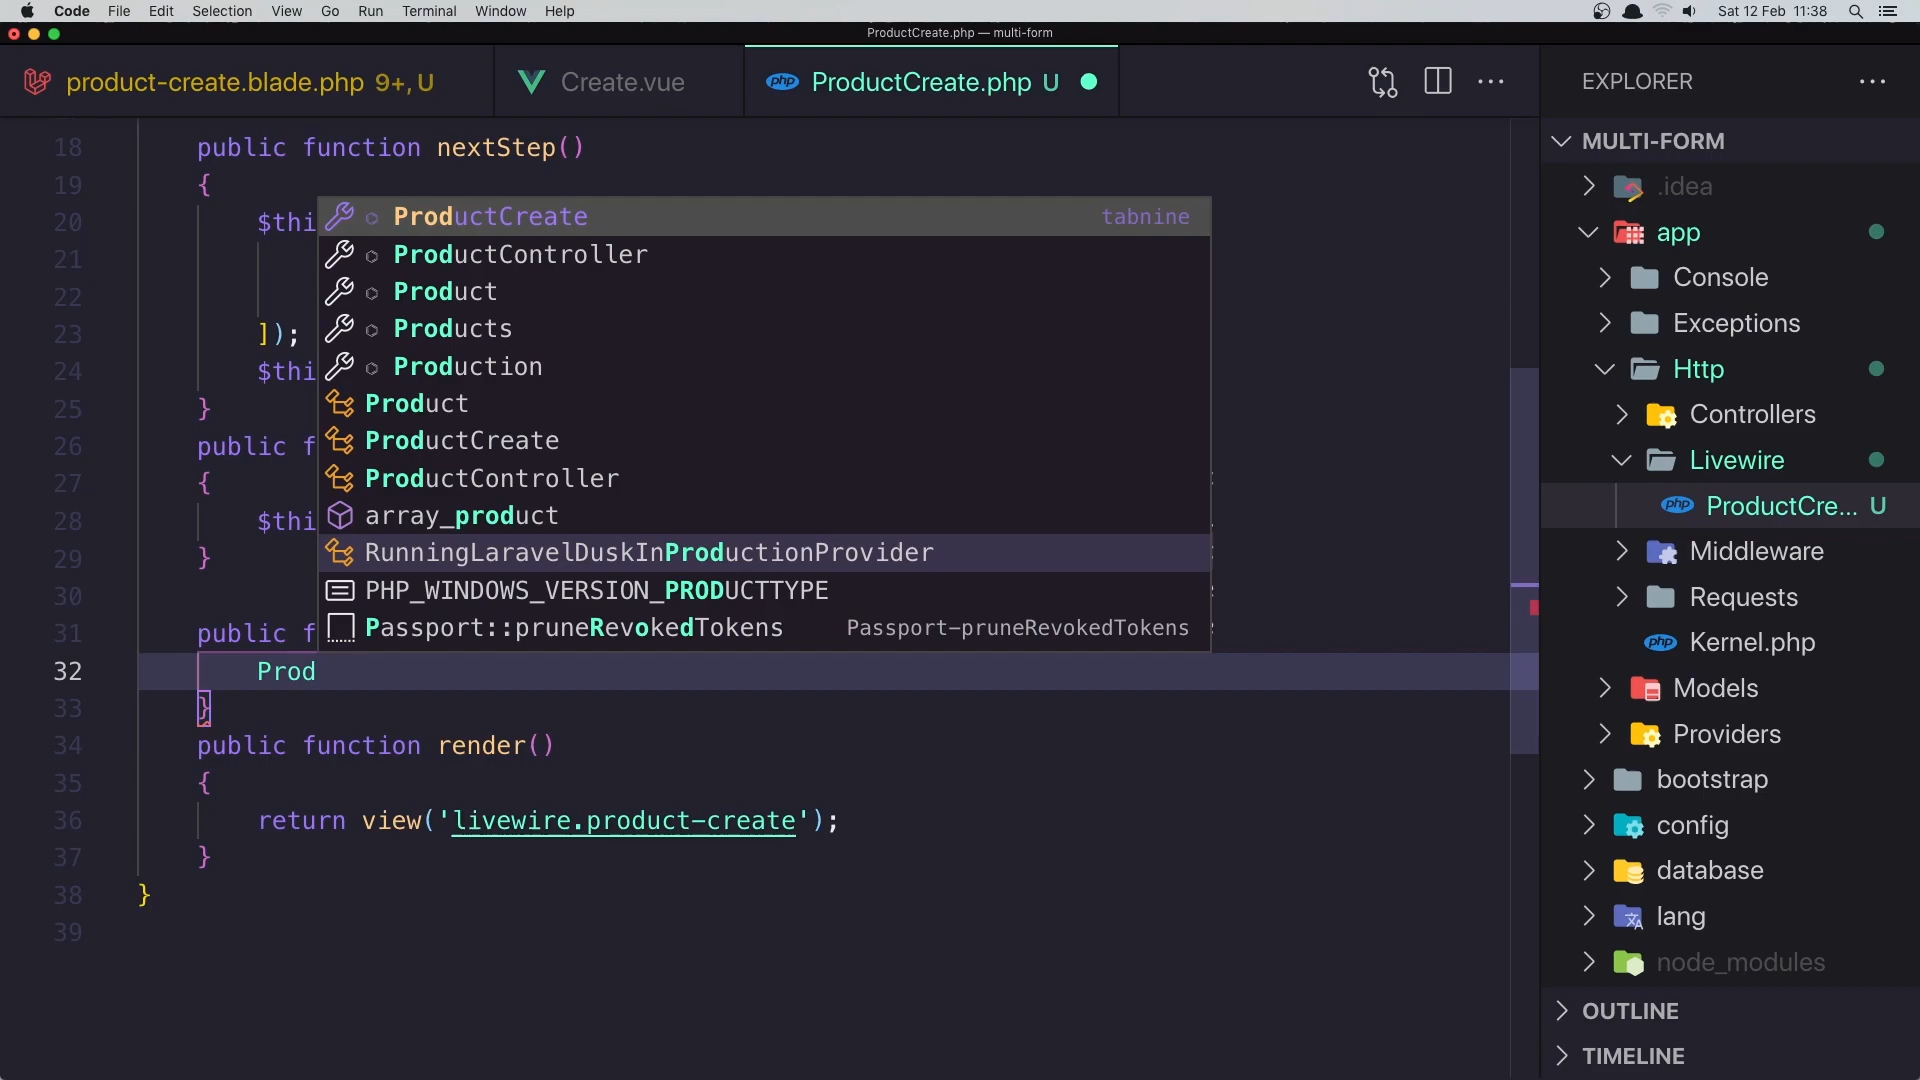 Code File Edit Selection View Go Run Terminal Window Help Sat 12 Feb 11:38
ProductCreate.php — multi-form
product-create.blade.php 9+, U Create.vue php ProductCreate.php U
EXPLORER
18 public function nextStep()
19 {
20 $thi
21
22
23 ]);
24 $thi
25 }
26 public f
27 {
28 $thi
29 }
30
31 public f
32 Prod
33 }
34 public function render()
35 {
36 return view('livewire.product-create');
37 }
38 }
39
ProductCreate tabnine
ProductController
Product
Products
Production
Product
ProductCreate
ProductController
array_product
RunningLaravelDuskInProductionProvider
PHP_WINDOWS_VERSION_PRODUCTTYPE
Passport::pruneRevokedTokens Passport-pruneRevokedTokens
MULTI-FORM
.idea
app
Console
Exceptions
Http
Controllers
Livewire
php ProductCre... U
Middleware
Requests
php Kernel.php
Models
Providers
bootstrap
config
database
lang
node_modules
OUTLINE
TIMELINE